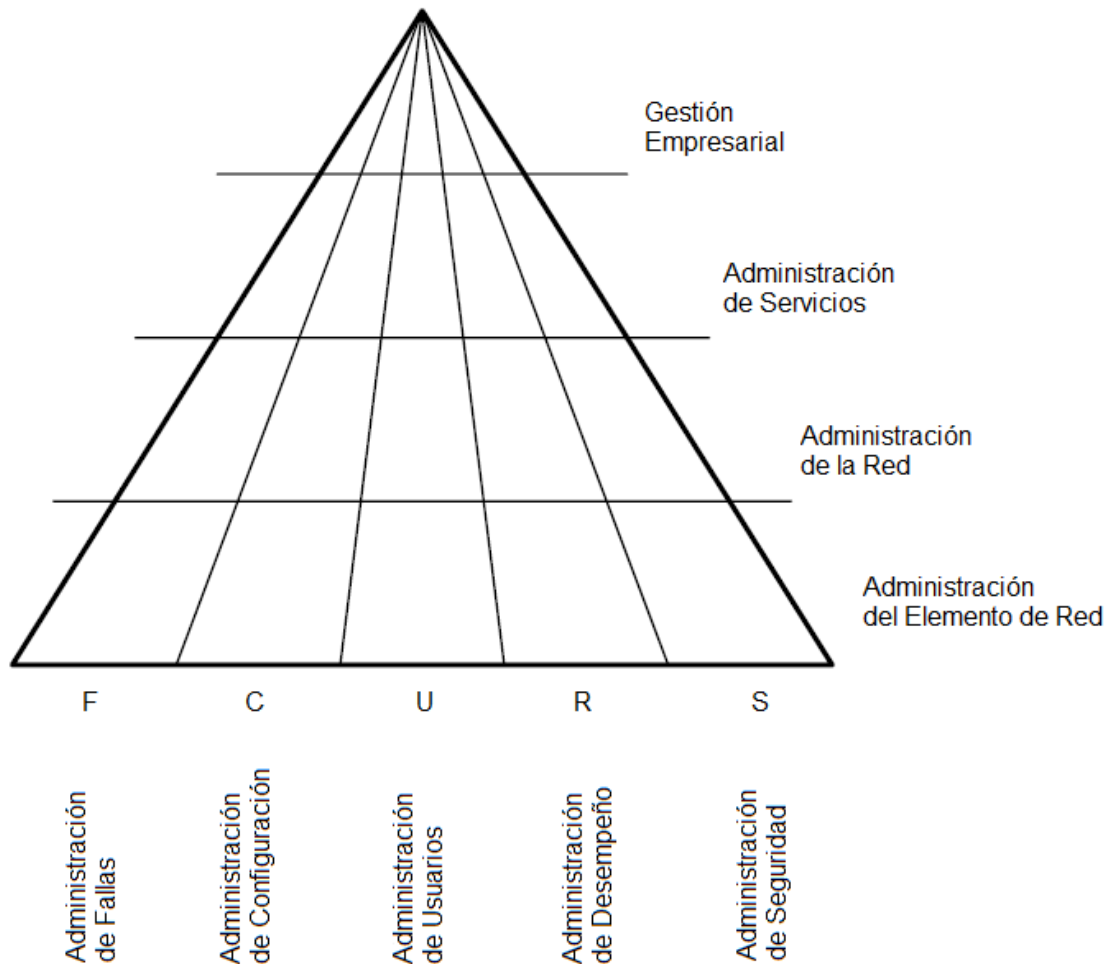 Gestión
Empresarial
Administración
de Servicios
Administración
de la Red
Administración
del Elemento de Red
F C U R S
Administración
de Fallas
Administración
de Configuración
Administración
de Usuarios
Administración
de Desempeño
Administración
de Seguridad